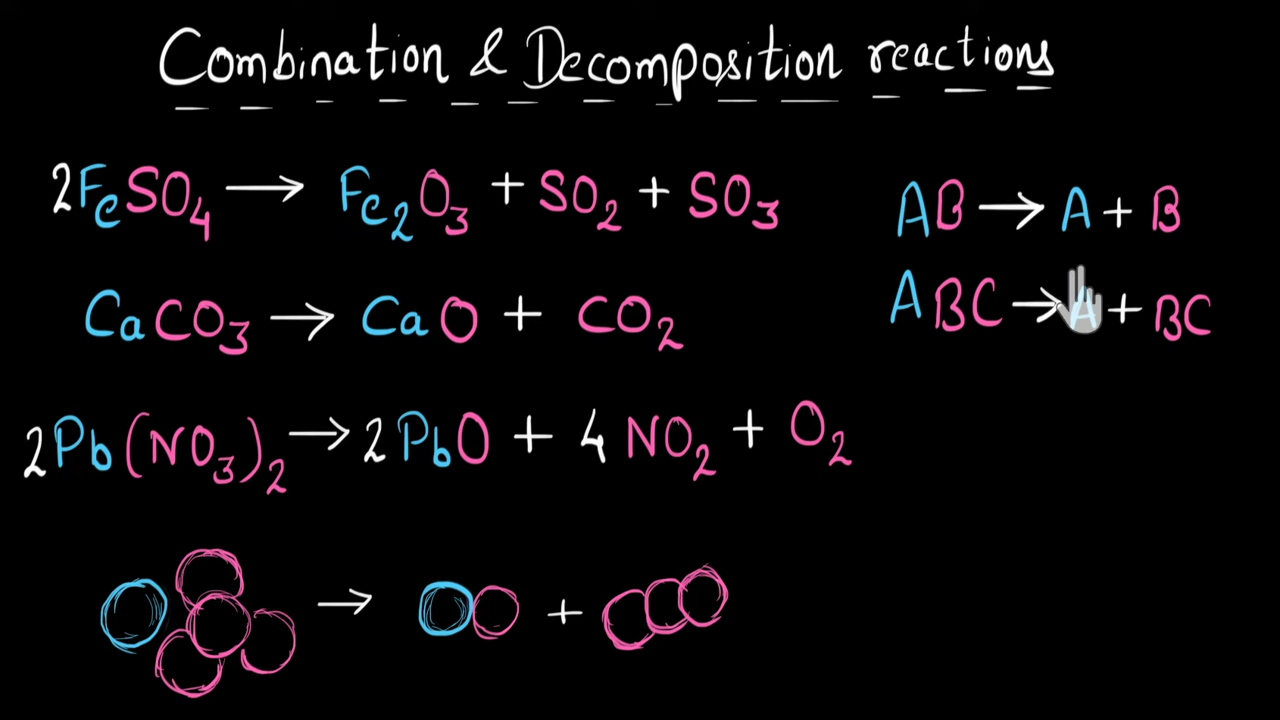 Combination & Decomposition reactions
2FeSO₄ → Fe₂O₃ + SO₂ + SO₃
AB → A + B
CaCO₃ → CaO + CO₂
ABC → A + BC
2Pb(NO₃)₂ → 2PbO + 4NO₂ + O₂
→ +